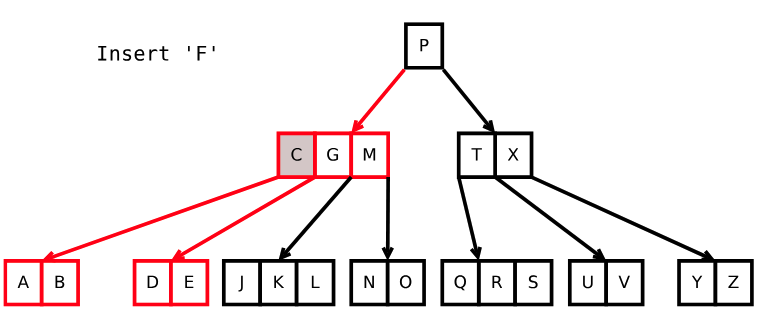 Insert 'F'
P
C G M
T X
A B
D E
J K L
N O
Q R S
U V
Y Z